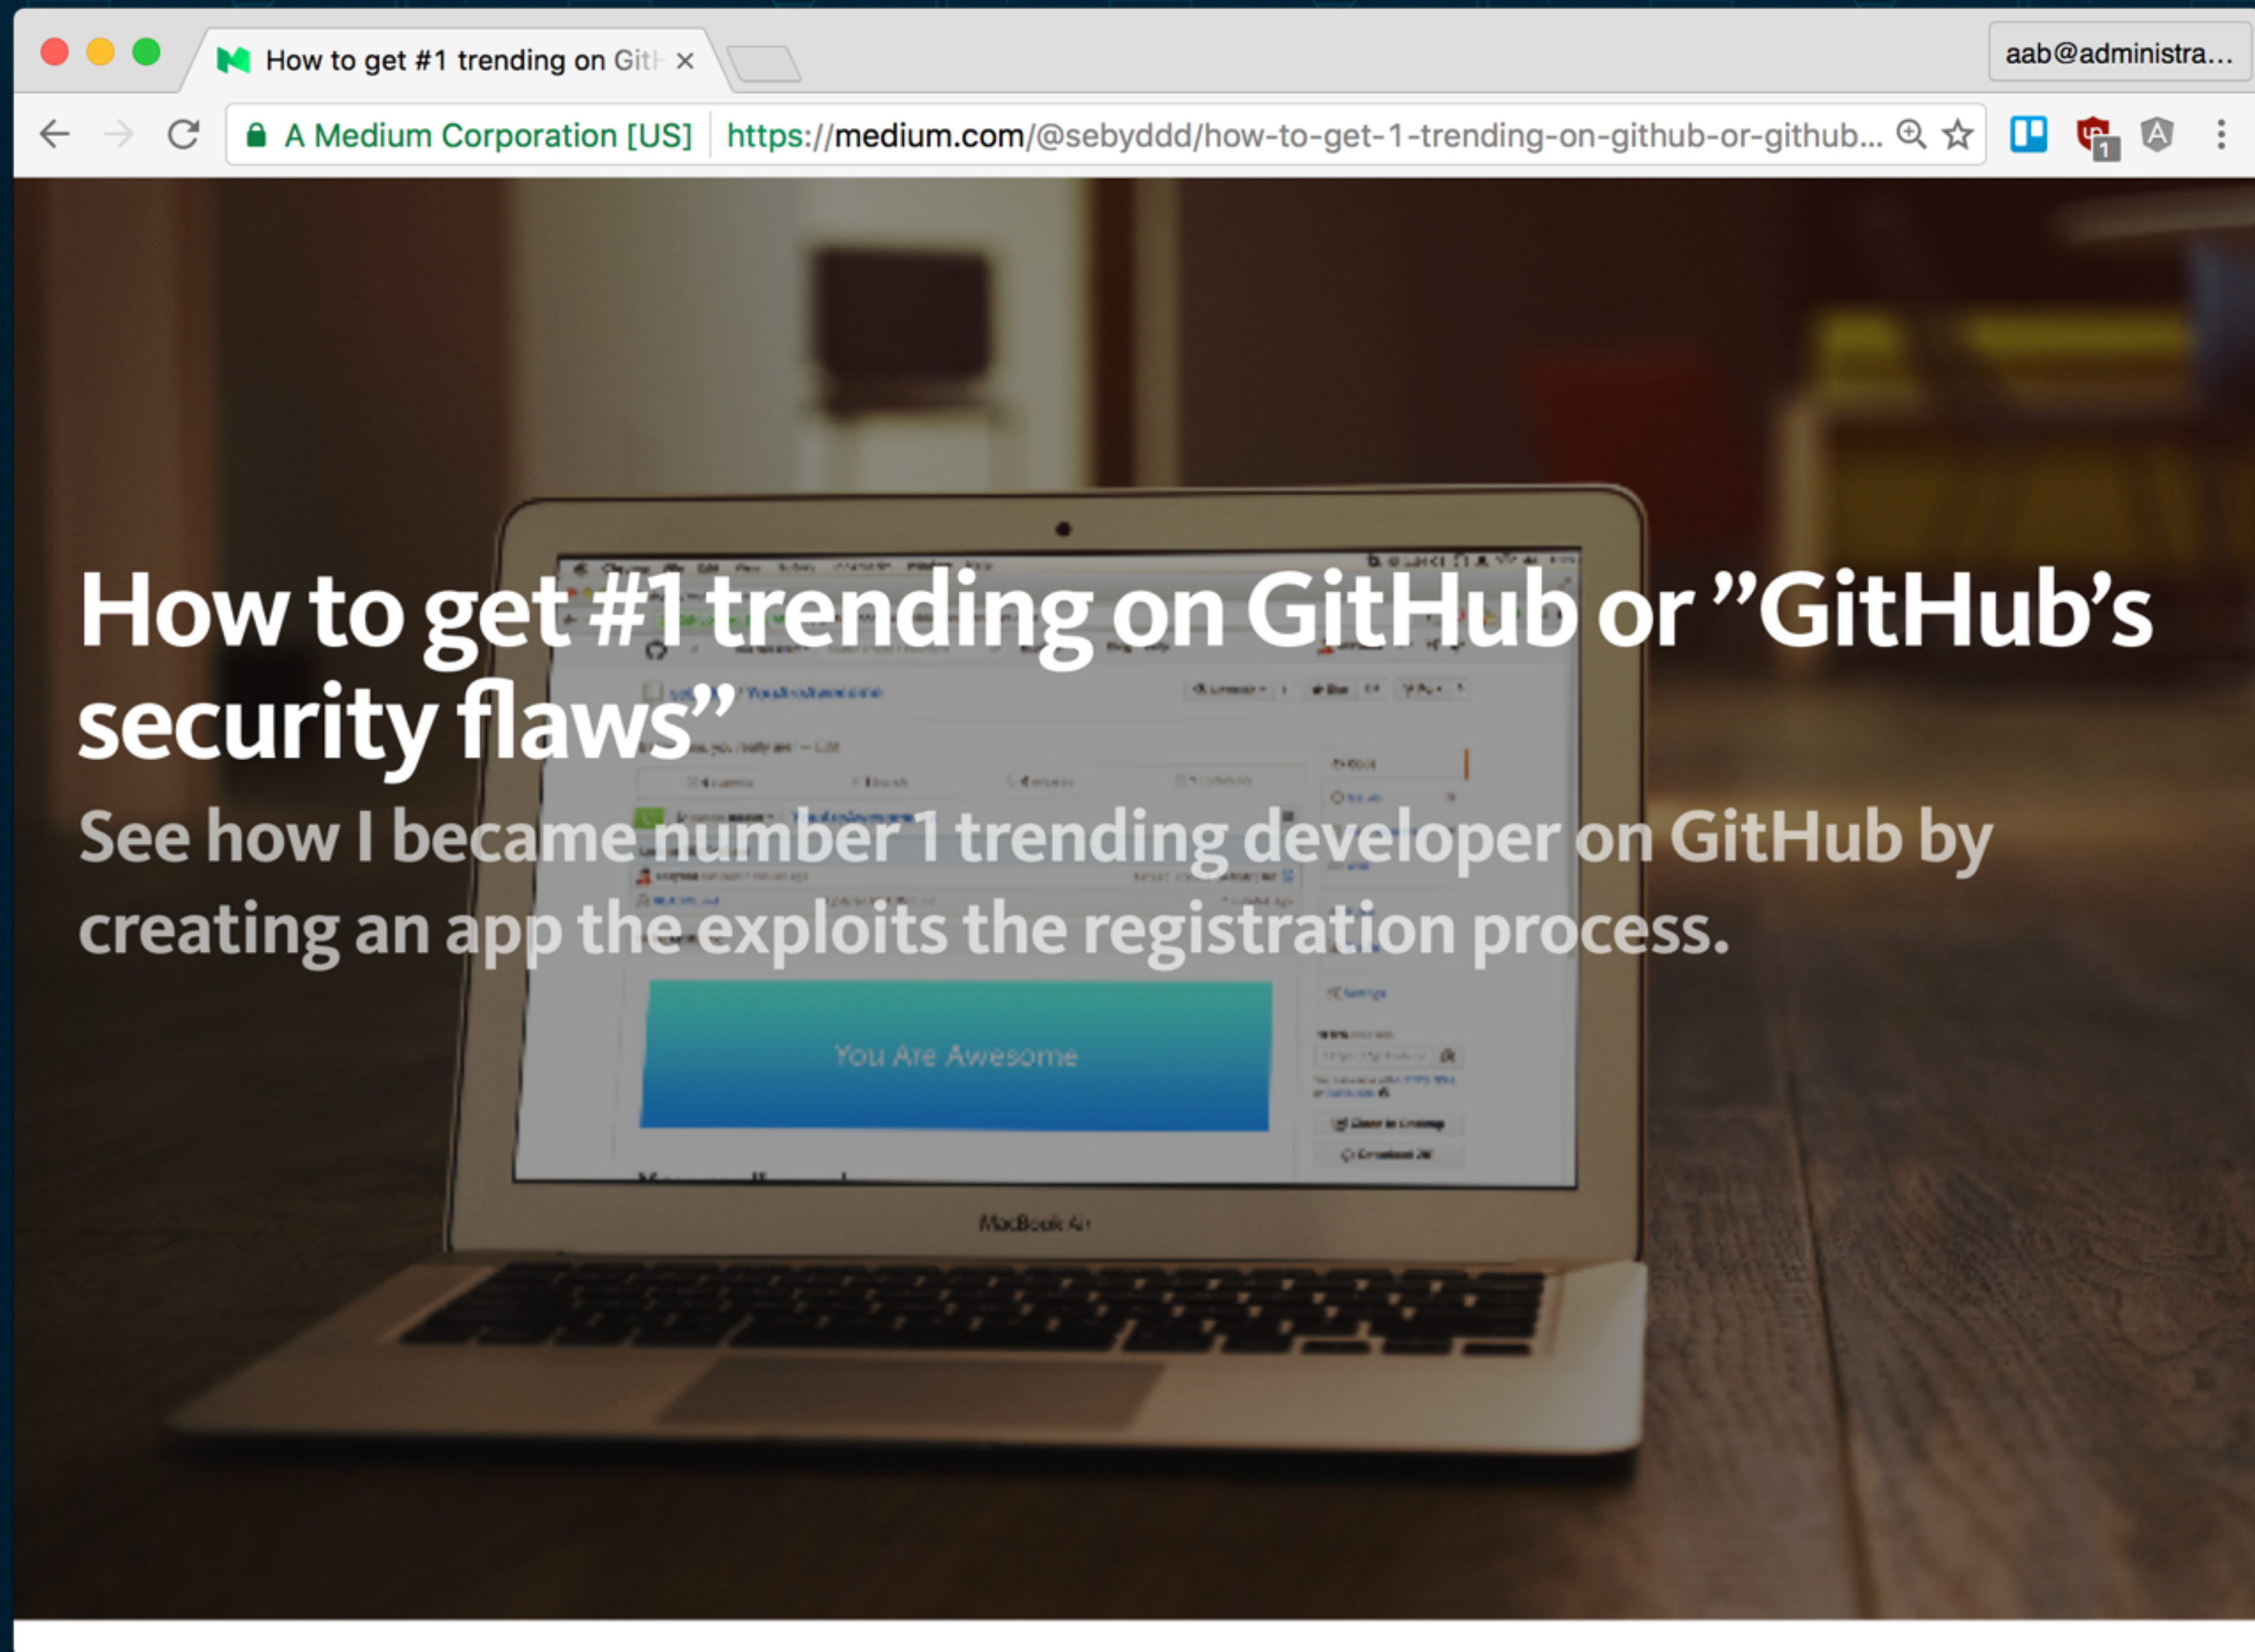 How to get #1 trending on GitH
aab@administra...
A Medium Corporation [US] https://medium.com/@sebyddd/how-to-get-1-trending-on-github-or-github...
1
How to get #1 trending on GitHub or ”GitHub’s
security flaws”
See how I became number 1 trending developer on GitHub by
creating an app the exploits the registration process.
You Are Awesome
Settings
MacBook Air